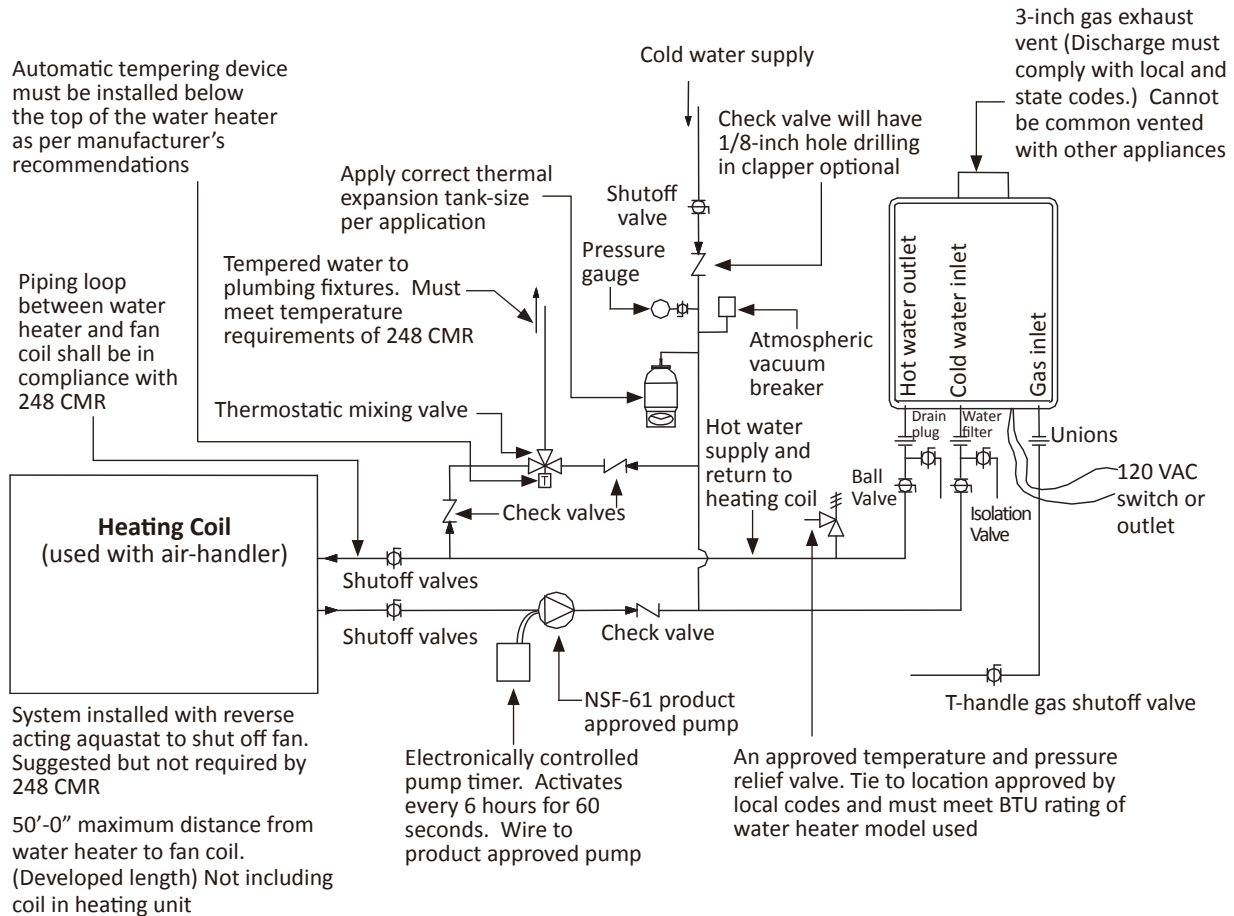 3-inch gas exhaust
vent (Discharge must
comply with local and
state codes.) Cannot
be common vented
with other appliances
Cold water supply
Automatic tempering device
must be installed below
the top of the water heater
as per manufacturer’s
recommendations
Check valve will have
1/8-inch hole drilling
in clapper optional
Apply correct thermal
expansion tank-size
per application
Shutoff
valve
Pressure
gauge
Tempered water to
plumbing fixtures. Must
meet temperature
requirements of 248 CMR
Piping loop
between water
heater and fan
coil shall be in
compliance with
248 CMR
Atmospheric
vacuum
breaker
Hot water outlet
Cold water inlet
Gas inlet
Thermostatic mixing valve
Drain
plug
Water
filter
Unions
Hot water
supply and
return to
heating coil
Ball
Valve
120 VAC
switch or
outlet
Isolation
Valve
T
Check valves
Heating Coil
(used with air-handler)
Shutoff valves
Shutoff valves
Check valve
NSF-61 product
approved pump
T-handle gas shutoff valve
System installed with reverse
acting aquastat to shut off fan.
Suggested but not required by
248 CMR
Electronically controlled
pump timer. Activates
every 6 hours for 60
seconds. Wire to
product approved pump
An approved temperature and pressure
relief valve. Tie to location approved by
local codes and must meet BTU rating of
water heater model used
50’-0” maximum distance from
water heater to fan coil.
(Developed length) Not including
coil in heating unit